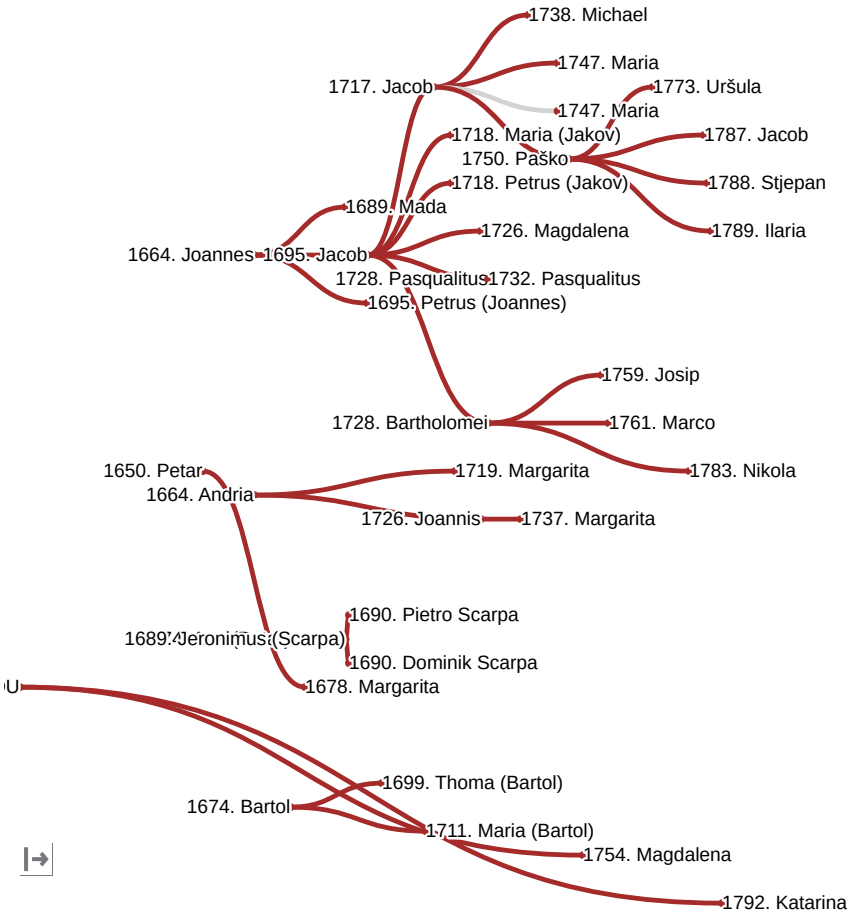 1738. Michael
1747. Maria
1717. Jacob
1773. Uršula
1747. Maria
1718. Maria (Jakov)
1787. Jacob
1750. Paško
1718. Petrus (Jakov)
1788. Stjepan
1689. Mada
1726. Magdalena
1789. Ilaria
1664. Joannes
1695. Jacob
1728. Pasqualitus
1732. Pasqualitus
1695. Petrus (Joannes)
1759. Josip
1728. Bartholomei
1761. Marco
1650. Petar
1719. Margarita
1783. Nikola
1664. Andria
1726. Joannis
1737. Margarita
1690. Pietro Scarpa
1689. Jeronimus (Scarpa)
1690. Dominik Scarpa
1678. Margarita
1699. Thoma (Bartol)
1674. Bartol
1711. Maria (Bartol)
1754. Magdalena
1792. Katarina